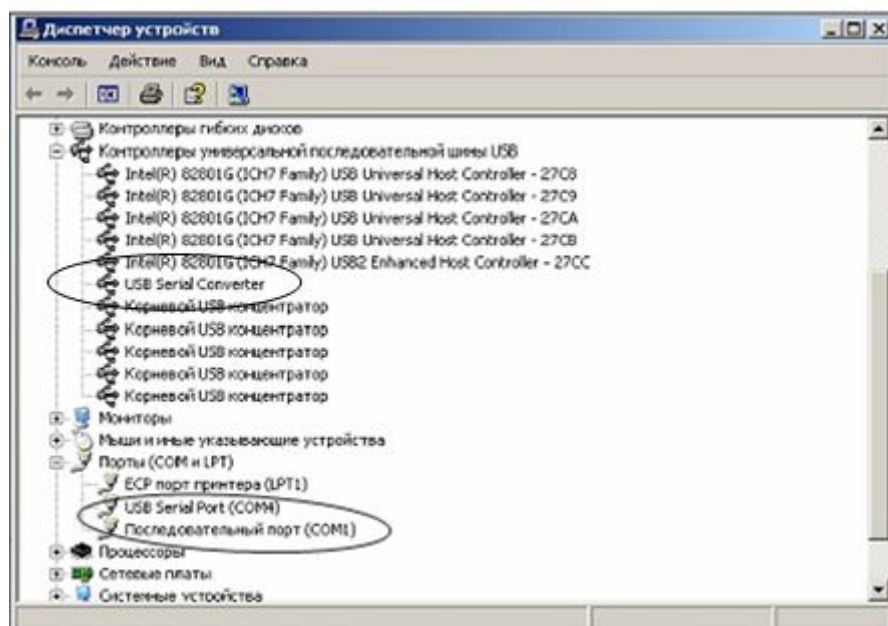 Диспетчер устройств
Консоль Действие Вид Справка
Контроллеры гибких дисков
Контроллеры универсальной последовательной шины USB
Intel(R) 82801G (ICH7 Family) USB Universal Host Controller - 27C8
Intel(R) 82801G (ICH7 Family) USB Universal Host Controller - 27C9
Intel(R) 82801G (ICH7 Family) USB Universal Host Controller - 27CA
Intel(R) 82801G (ICH7 Family) USB Universal Host Controller - 27CB
Intel(R) 82801G (ICH7 Family) USB2 Enhanced Host Controller - 27CC
USB Serial Converter
Корневой USB концентратор
Корневой USB концентратор
Корневой USB концентратор
Корневой USB концентратор
Корневой USB концентратор
Мониторы
Мыши и иные указывающие устройства
Порты (COM и LPT)
ECP порт принтера (LPT1)
USB Serial Port (COM4)
Последовательный порт (COM1)
Процессоры
Сетевые платы
Системные устройства